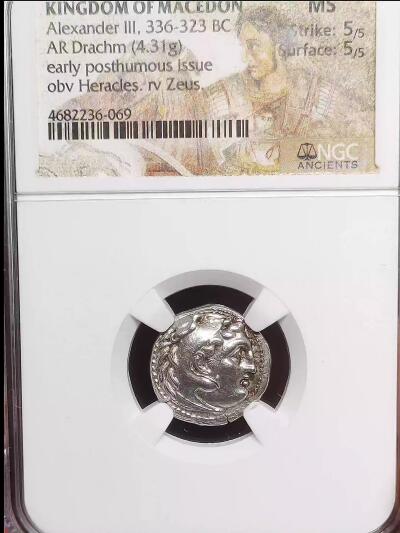 KINGDOM OF MACEDON MS
Alexander III, 336-323 BC Strike: 5/5
AR Drachm (4.31g) Surface: 5/5
early posthumous issue
obv Heracles. rv Zeus.
4682236-069
NGC
ANCIENTS